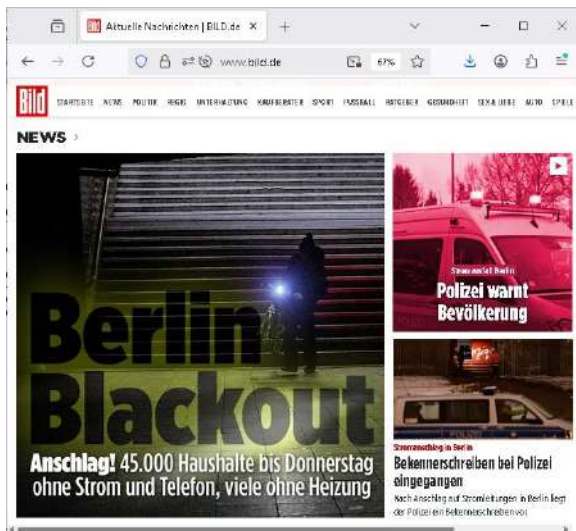 Aktuelle Nachrichten | BILD.de
www.bild.de
67%
Bild
STARTSEITE NEWS POLITIK REGIO UNTERHALTUNG KAUFBERATER SPORT FUSSBALL RATGEBER GESUNDHEIT SEX & LIEBE AUTO SPIELE
NEWS
Berlin
Blackout
Anschlag! 45.000 Haushalte bis Donnerstag
ohne Strom und Telefon, viele ohne Heizung
Stromausfall Berlin
Polizei warnt
Bevölkerung
POLIZEI
Stromanschlag in Berlin
Bekennerschreiben bei Polizei
eingegangen
Nach Anschlag auf Stromleitungen in Berlin liegt
der Polizei ein Bekennerschreiben vor.